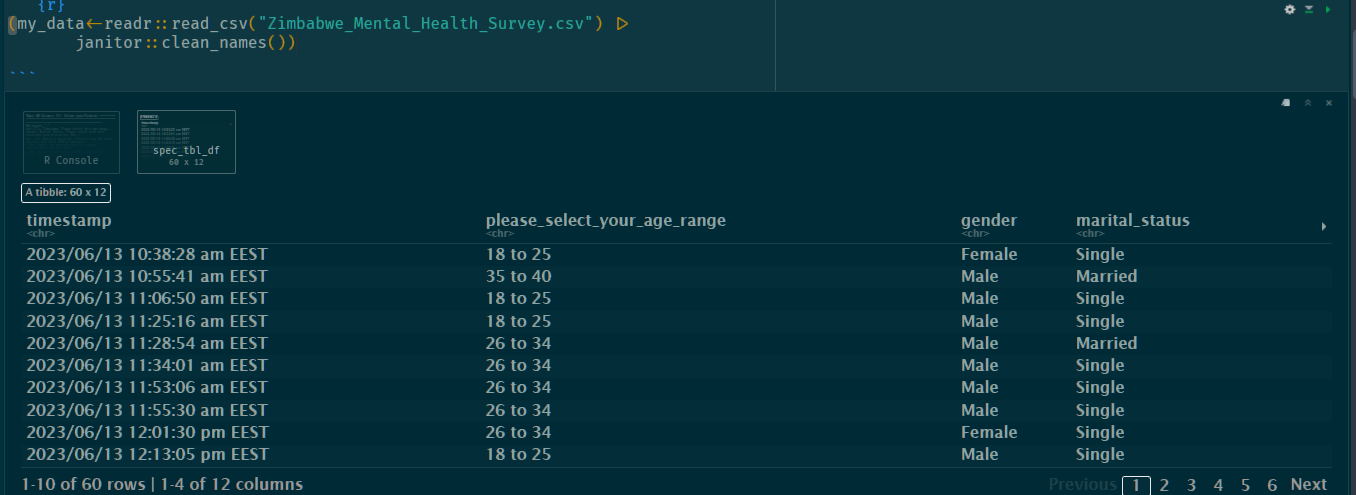 {r}
(my_data<-readr::read_csv("Zimbabwe_Mental_Health_Survey.csv") |>
janitor::clean_names())
```
R Console
spec_tbl_df
60 x 12
A tibble: 60 x 12
timestamp please_select_your_age_range gender marital_status
<chr> <chr> <chr> <chr>
2023/06/13 10:38:28 am EEST 18 to 25 Female Single
2023/06/13 10:55:41 am EEST 35 to 40 Male Married
2023/06/13 11:06:50 am EEST 18 to 25 Male Single
2023/06/13 11:25:16 am EEST 18 to 25 Male Single
2023/06/13 11:28:54 am EEST 26 to 34 Male Married
2023/06/13 11:34:01 am EEST 26 to 34 Male Single
2023/06/13 11:53:06 am EEST 26 to 34 Male Single
2023/06/13 11:55:30 am EEST 26 to 34 Male Single
2023/06/13 12:01:30 pm EEST 26 to 34 Female Single
2023/06/13 12:13:05 pm EEST 18 to 25 Male Single
1-10 of 60 rows | 1-4 of 12 columns Previous 1 2 3 4 5 6 Next